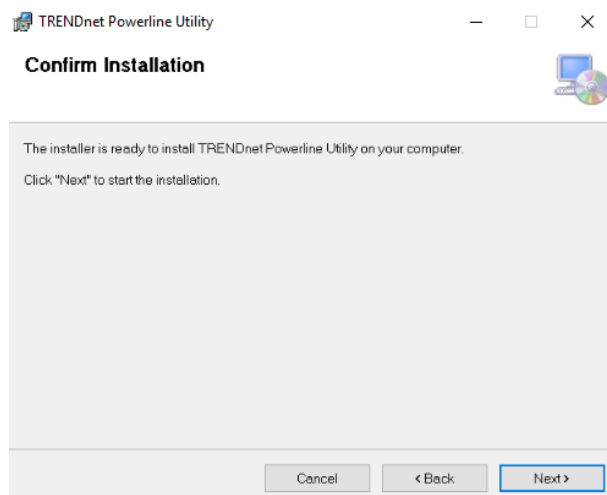 TRENDnet Powerline Utility
Confirm Installation
The installer is ready to install TRENDnet Powerline Utility on your computer.
Click "Next" to start the installation.
Cancel
< Back
Next >